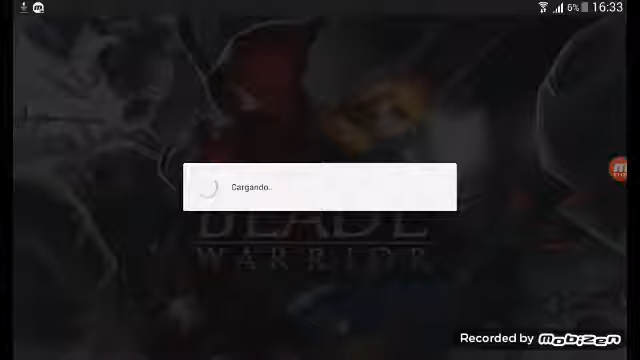 6% 16:33
Cargando..
BLADE
WARRIOR
Recorded by mobizen